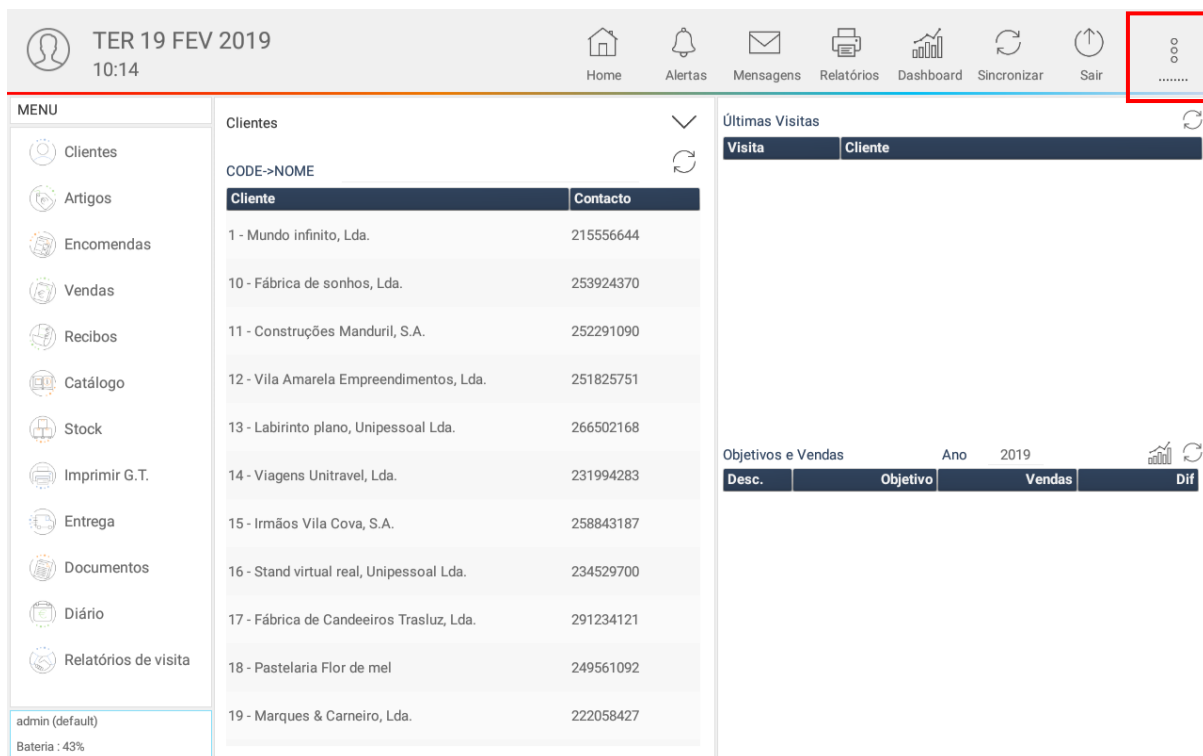 TER 19 FEV 2019
10:14
Home
Alertas
Mensagens
Relatórios
Dashboard
Sincronizar
Sair
........
MENU
Clientes
Artigos
Encomendas
Vendas
Recibos
Catálogo
Stock
Imprimir G.T.
Entrega
Documentos
Diário
Relatórios de visita
admin (default)
Bateria : 43%
Clientes
CODE->NOME
Cliente Contacto
1 - Mundo infinito, Lda. 215556644
10 - Fábrica de sonhos, Lda. 253924370
11 - Construções Manduril, S.A. 252291090
12 - Vila Amarela Empreendimentos, Lda. 251825751
13 - Labirinto plano, Unipessoal Lda. 266502168
14 - Viagens Unitravel, Lda. 231994283
15 - Irmãos Vila Cova, S.A. 258843187
16 - Stand virtual real, Unipessoal Lda. 234529700
17 - Fábrica de Candeeiros Trasluz, Lda. 291234121
18 - Pastelaria Flor de mel 249561092
19 - Marques & Carneiro, Lda. 222058427
Últimas Visitas
Visita Cliente
Objetivos e Vendas Ano 2019
Desc. Objetivo Vendas Dif